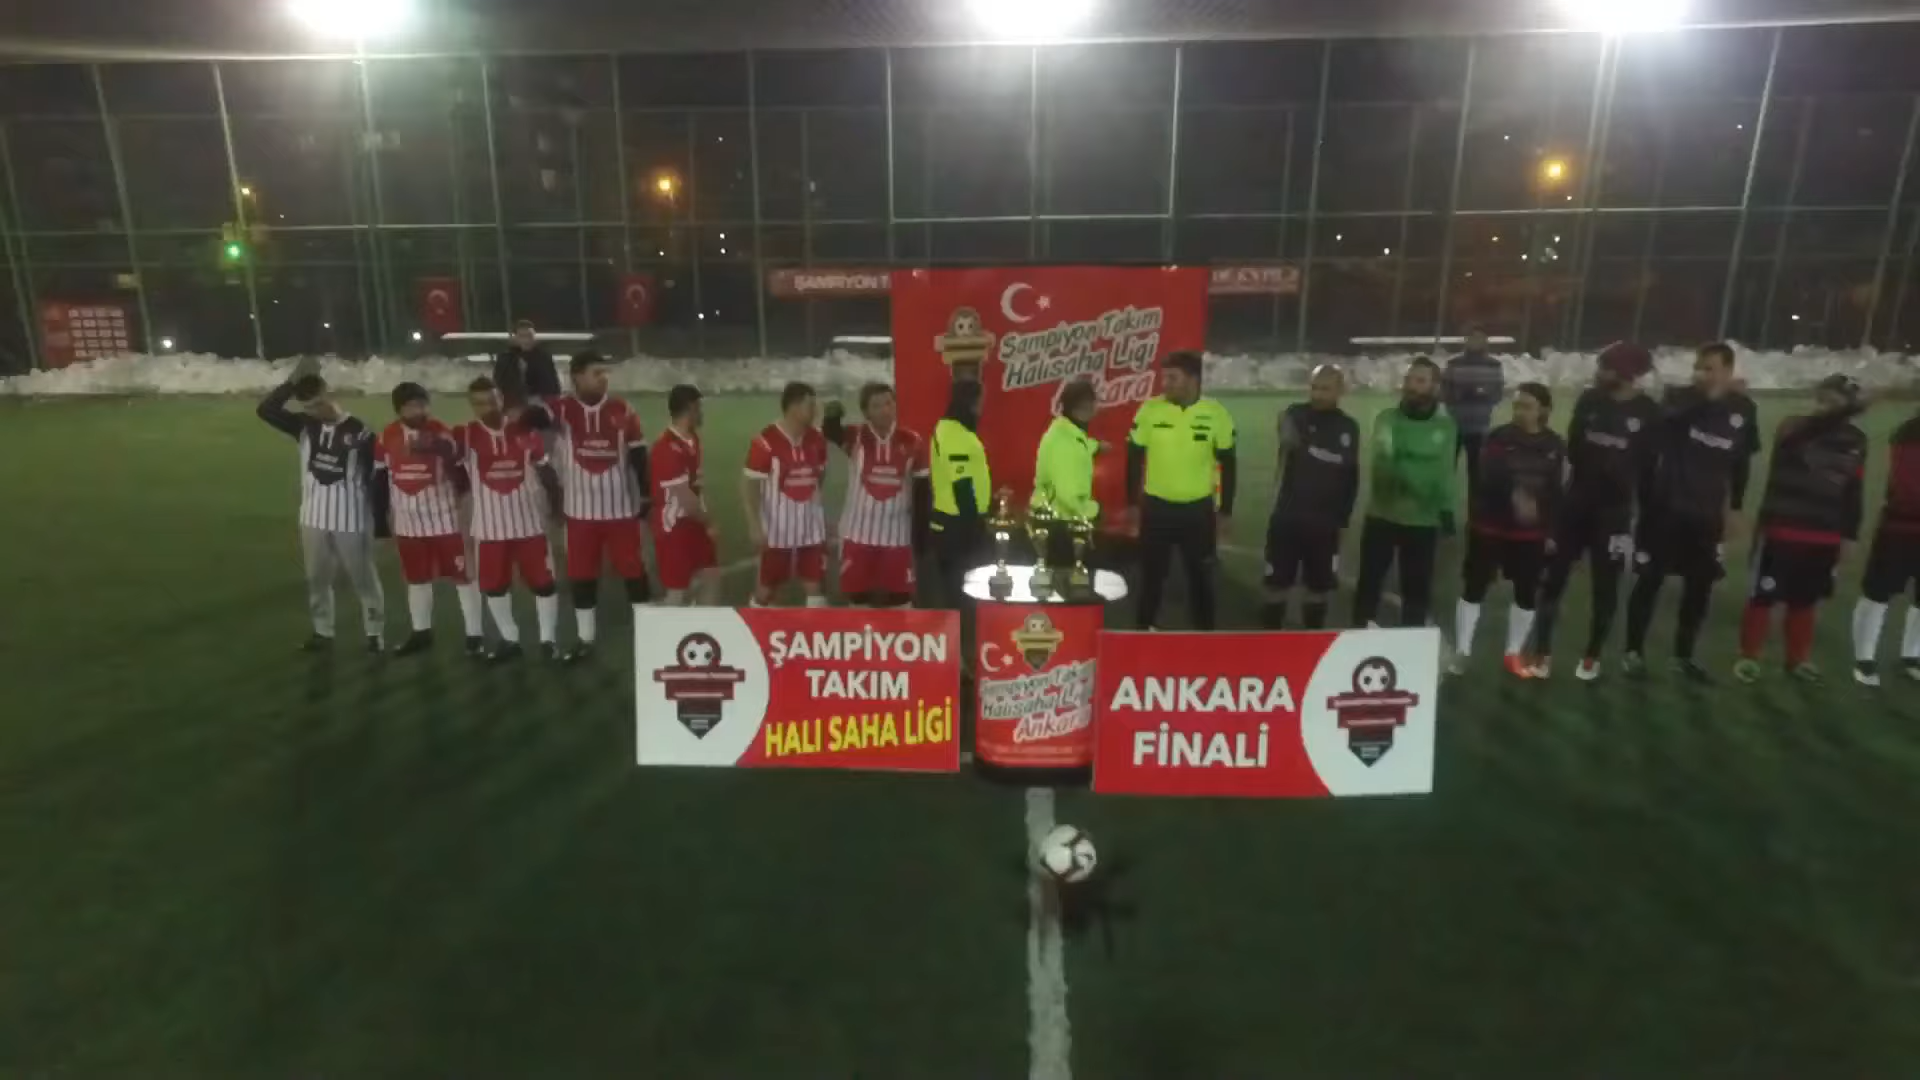 ŞAMPİYON T
Şampiyon Takım
Halısaha Ligi
Ankara
ŞAMPİYON
TAKIM
HALI SAHA LİGİ
Şampiyon Takı
Halısaha Ligi
Ankara
ANKARA
FİNALİ